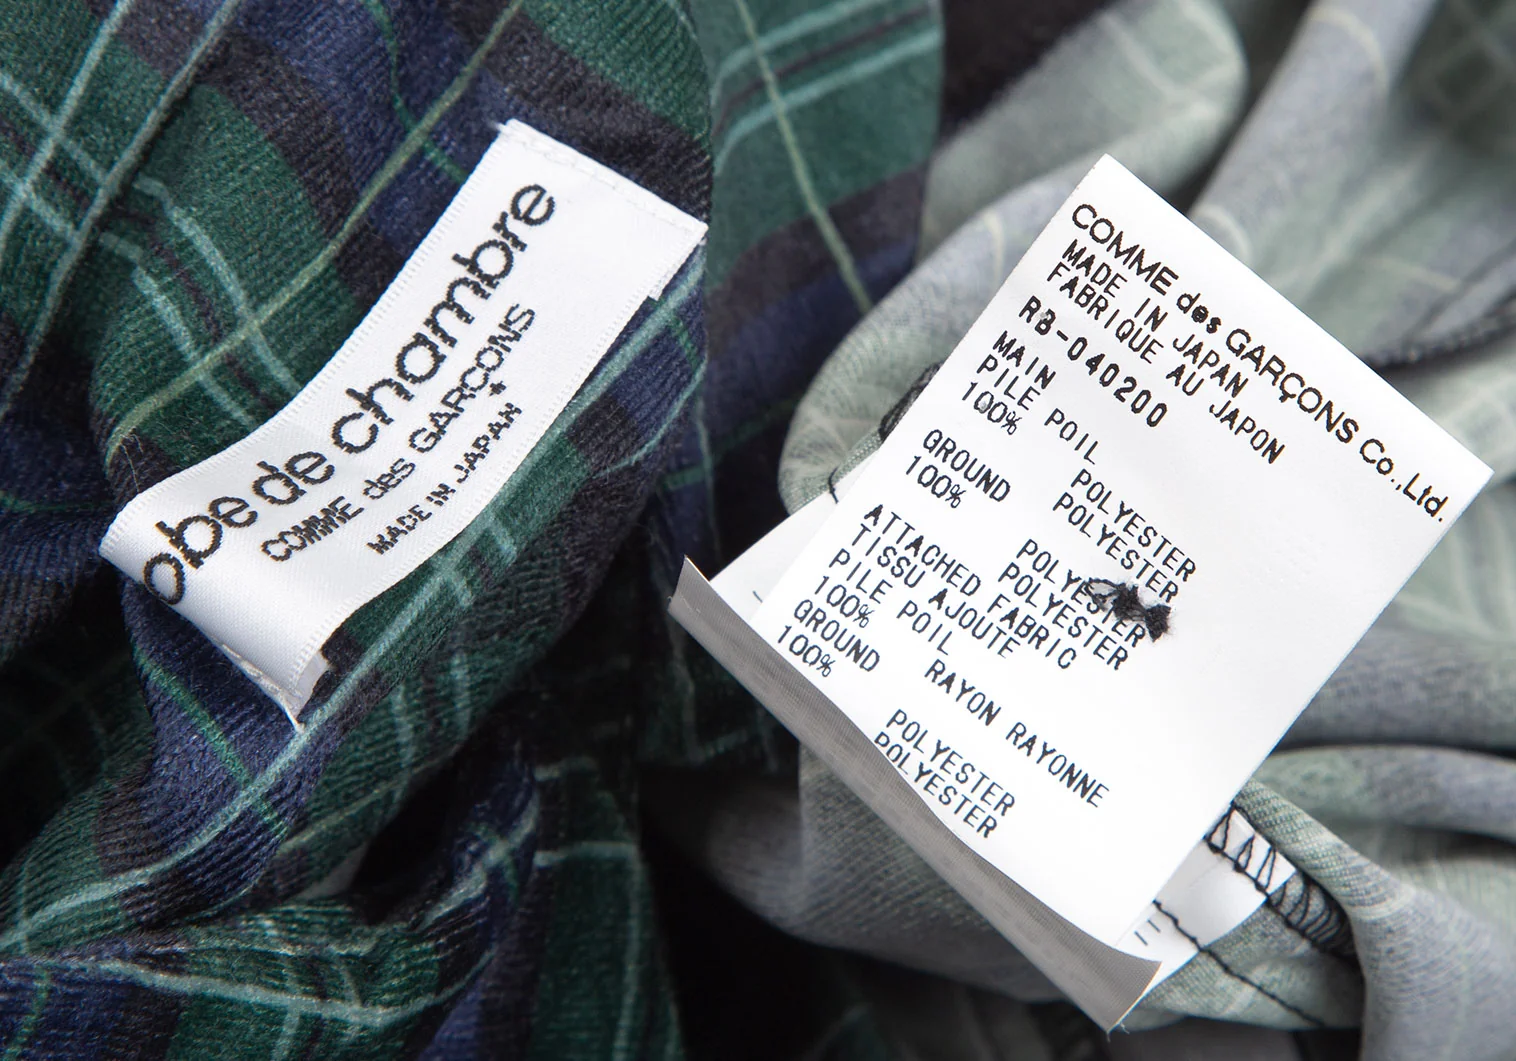 obe de chambre
COMME des GARÇONS
MADE IN JAPAN*
COMME des GARÇONS Co.,Ltd.
MADE IN JAPAN
FABRIQUE AU JAPON
RB-040200
MAIN
PILE POIL
100% POLYESTER
POLYESTER
GROUND
100% POLYESTER
POLYESTER
ATTACHED FABRIC
TISSU AJOUTE
PILE POIL
100% RAYON RAYONNE
GROUND
100% POLYESTER
POLYESTER